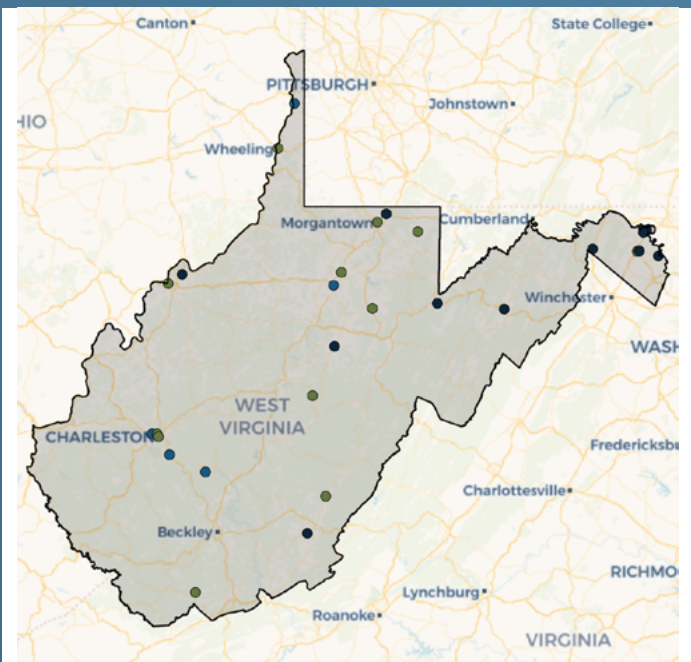 Canton
State College
PITTSBURGH
Johnstown
HIO
Wheeling
Morgantown
Cumberland
Winchester
WASH
WEST
VIRGINIA
CHARLESTON
Fredericksbu
Charlottesville
Beckley
RICHMO
Lynchburg
Roanoke
VIRGINIA